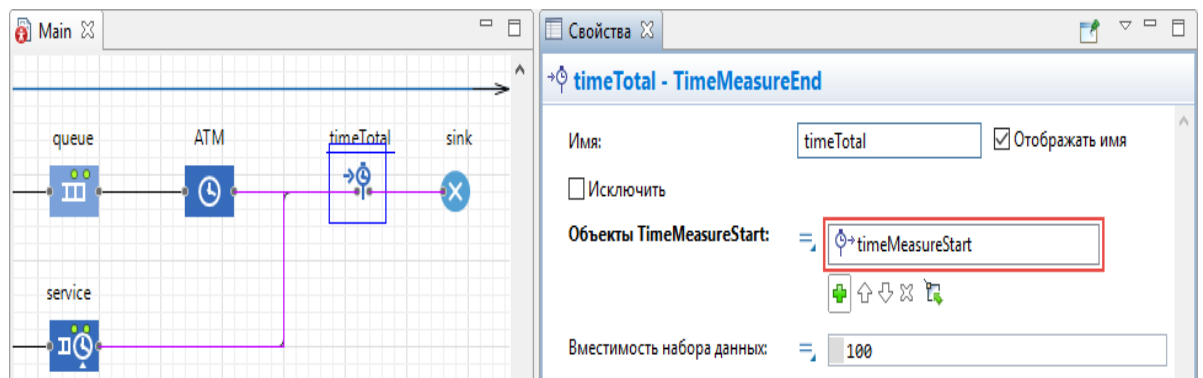 Main
queue
ATM
timeTotal
sink
service
Свойства
timeTotal - TimeMeasureEnd
Имя:
timeTotal
Отображать имя
Исключить
Объекты TimeMeasureStart:
timeMeasureStart
Вместимость набора данных:
100